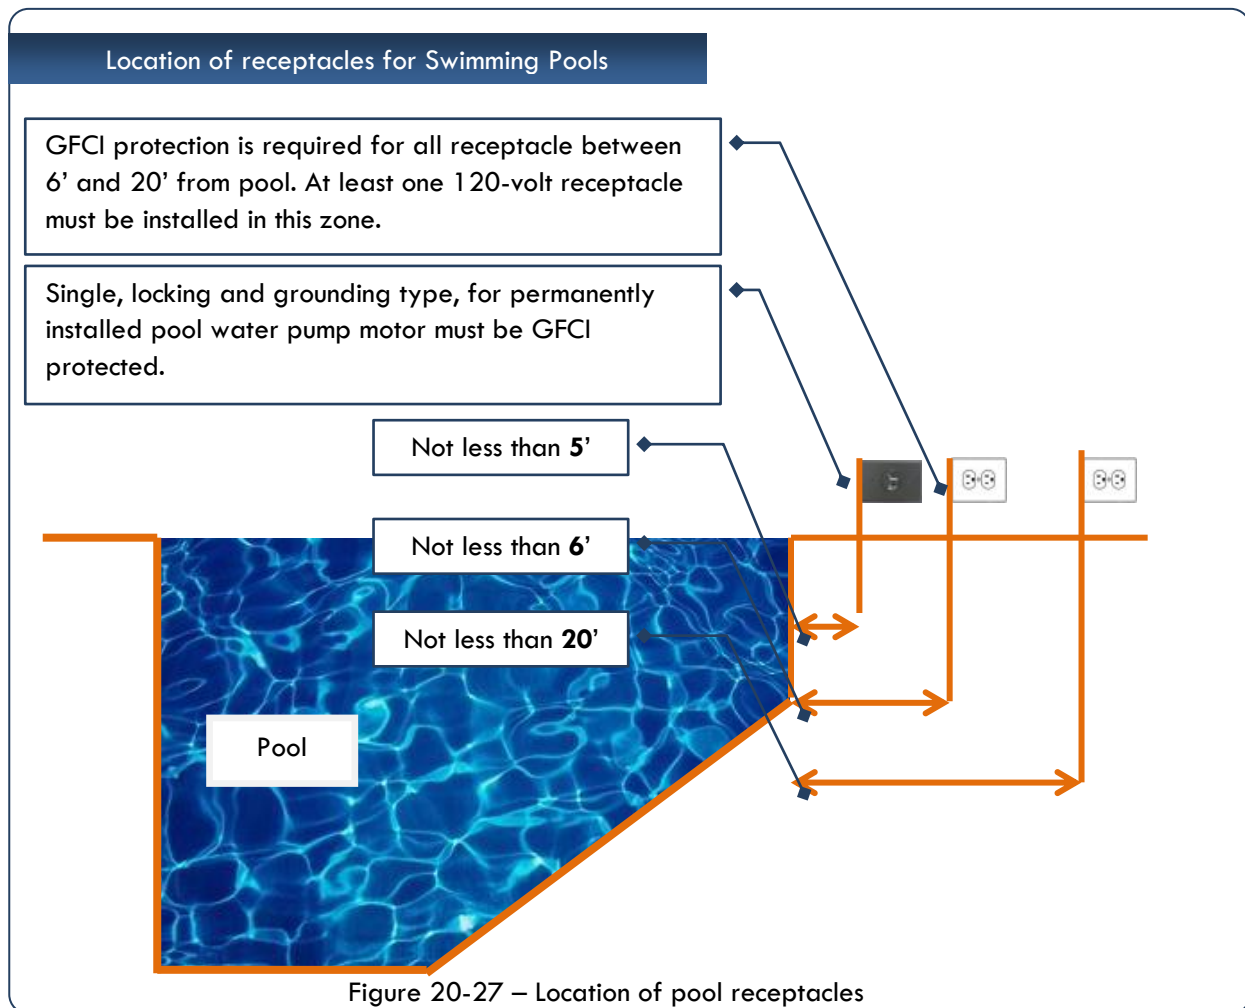 Location of receptacles for Swimming Pools
GFCI protection is required for all receptacle between
6’ and 20’ from pool. At least one 120-volt receptacle
must be installed in this zone.
Single, locking and grounding type, for permanently
installed pool water pump motor must be GFCI
protected.
Not less than 5’
Not less than 6’
Not less than 20’
Pool
Figure 20-27 – Location of pool receptacles